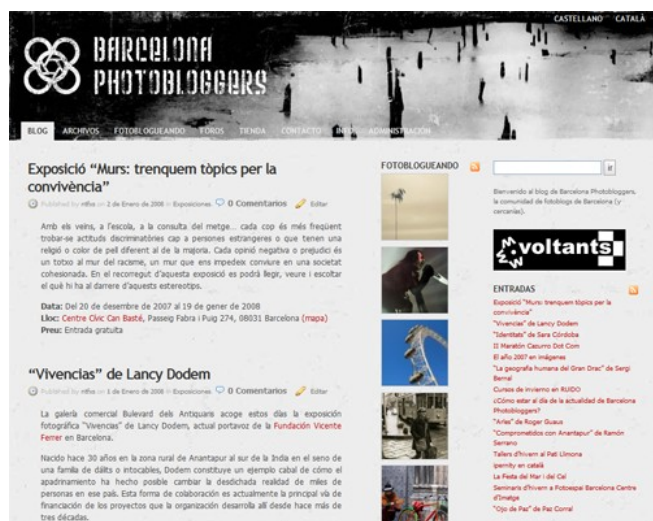 CASTELLANO CATALÀ
BARCELONA
PHOTOBLOGGERS
BLOG ARCHIVOS FOTOBLOGUEANDO FOROS TIENDA CONTACTO INFO ADMINISTRACIÓN
Exposició “Murs: trenquem tòpics per la
convivència”
Published by on 2 de Enero de 2008 in Exposiciones 0 Comentarios Editar
Amb els veïns, a l'escola, a la consulta del metge... cada cop és més freqüent
trobar-se actituds discriminatòries cap a persones estrangeres o que tenen una
religió o color de pell diferent al de la majoria. Cada opinió negativa o prejudici és
un totxo al mur del racisme, un mur que ens impedeix conviure en una societat
cohesionada. En el recorregut d'aquesta exposició es podrà llegir, veure i escoltar
el què hi ha al darrere d'aquests estereotips.
Data: Del 20 de desembre de 2007 al 19 de gener de 2008
Lloc: Centre Cívic Can Basté, Passeig Fabra i Puig 274, 08031 Barcelona (mapa)
Preu: Entrada gratuïta
“Vivencias” de Lancy Dodem
Published by on 1 de Enero de 2008 in Exposiciones 0 Comentarios Editar
La galería comercial Bulevard dels Antiquaris acoge estos días la exposición
fotográfica “Vivencias” de Lancy Dodem, actual portavoz de la Fundación Vicente
Ferrer en Barcelona.
Nacido hace 30 años en la zona rural de Anantapur al sur de la India en el seno de
una familia de dálits o intocables, Dodem constituye un ejemplo cabal de cómo el
apadrinamiento ha hecho posible cambiar la desdichada realidad de miles de
personas en ese país. Esta forma de colaboración es actualmente la principal vía de
financiación de los proyectos que la organización desarrolla allí desde hace más de
tres décadas.
FOTOBLOGUEANDO
ir
Bienvenido al blog de Barcelona Photobloggers,
la comunidad de fotoblogs de Barcelona (y
cercanías).
voltants
ENTRADAS
Exposició “Murs: trenquem tòpics per la
convivència”
“Vivencias” de Lancy Dodem
“Identitats” de Sara Córdoba
II Maratón Cazurro Dot Com
El año 2007 en imágenes
“La geografia humana del Gran Drac” de Sergi
Bernal
Cursos de invierno en RUIDO
¿Cómo estar al día de la actualidad de Barcelona
Photobloggers?
“Arles” de Roger Guaus
“Comprometidos con Anantapur” de Ramón
Serrano
Tallers d'hivern al Pati Llimona
ipernity en català
La Festa del Mar i del Cel
Seminaris d'hivern a Fotoespai Barcelona Centre
d'Imatge
“Ojo de Paz” de Paz Corral